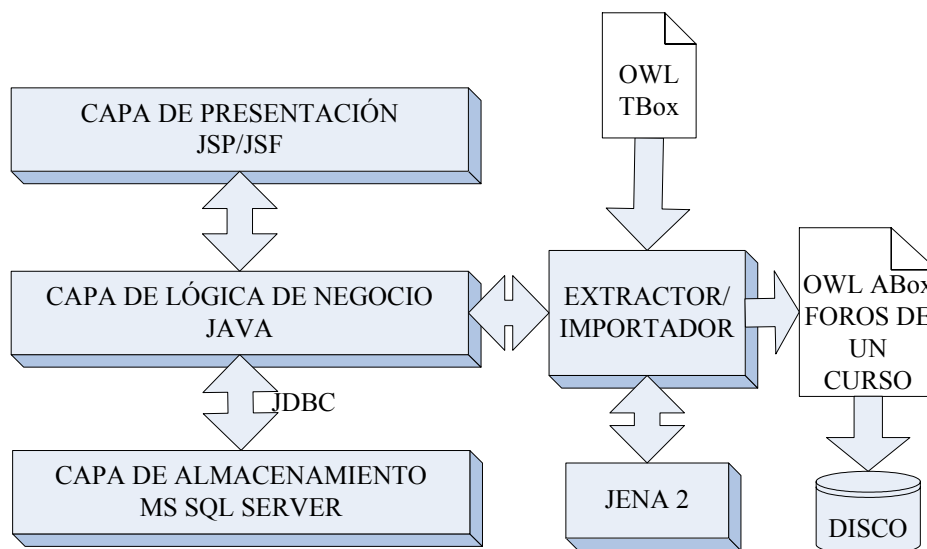 OWL
TBox
CAPA DE PRESENTACIÓN
JSP/JSF
CAPA DE LÓGICA DE NEGOCIO
JAVA
EXTRACTOR/
IMPORTADOR
OWL ABox
FOROS DE
UN
CURSO
JDBC
CAPA DE ALMACENAMIENTO
MS SQL SERVER
JENA 2
DISCO